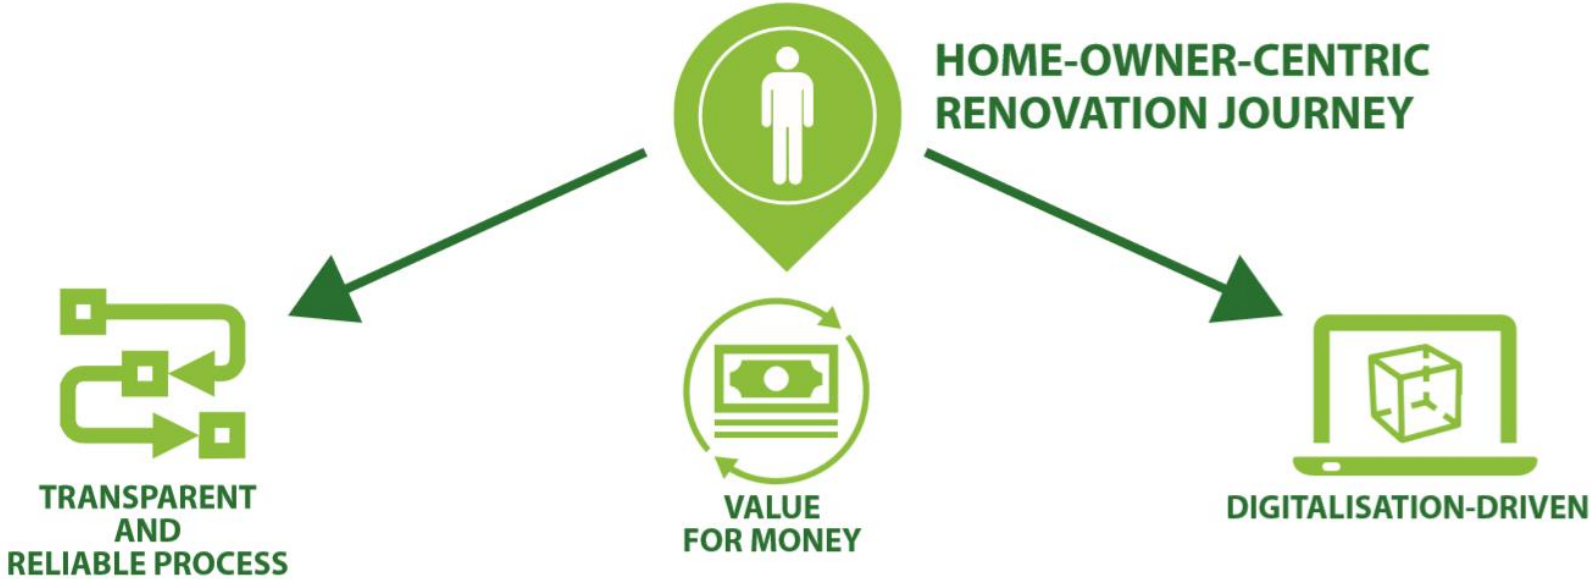 HOME-OWNER-CENTRIC
RENOVATION JOURNEY
TRANSPARENT
AND
RELIABLE PROCESS
VALUE
FOR MONEY
DIGITALISATION-DRIVEN